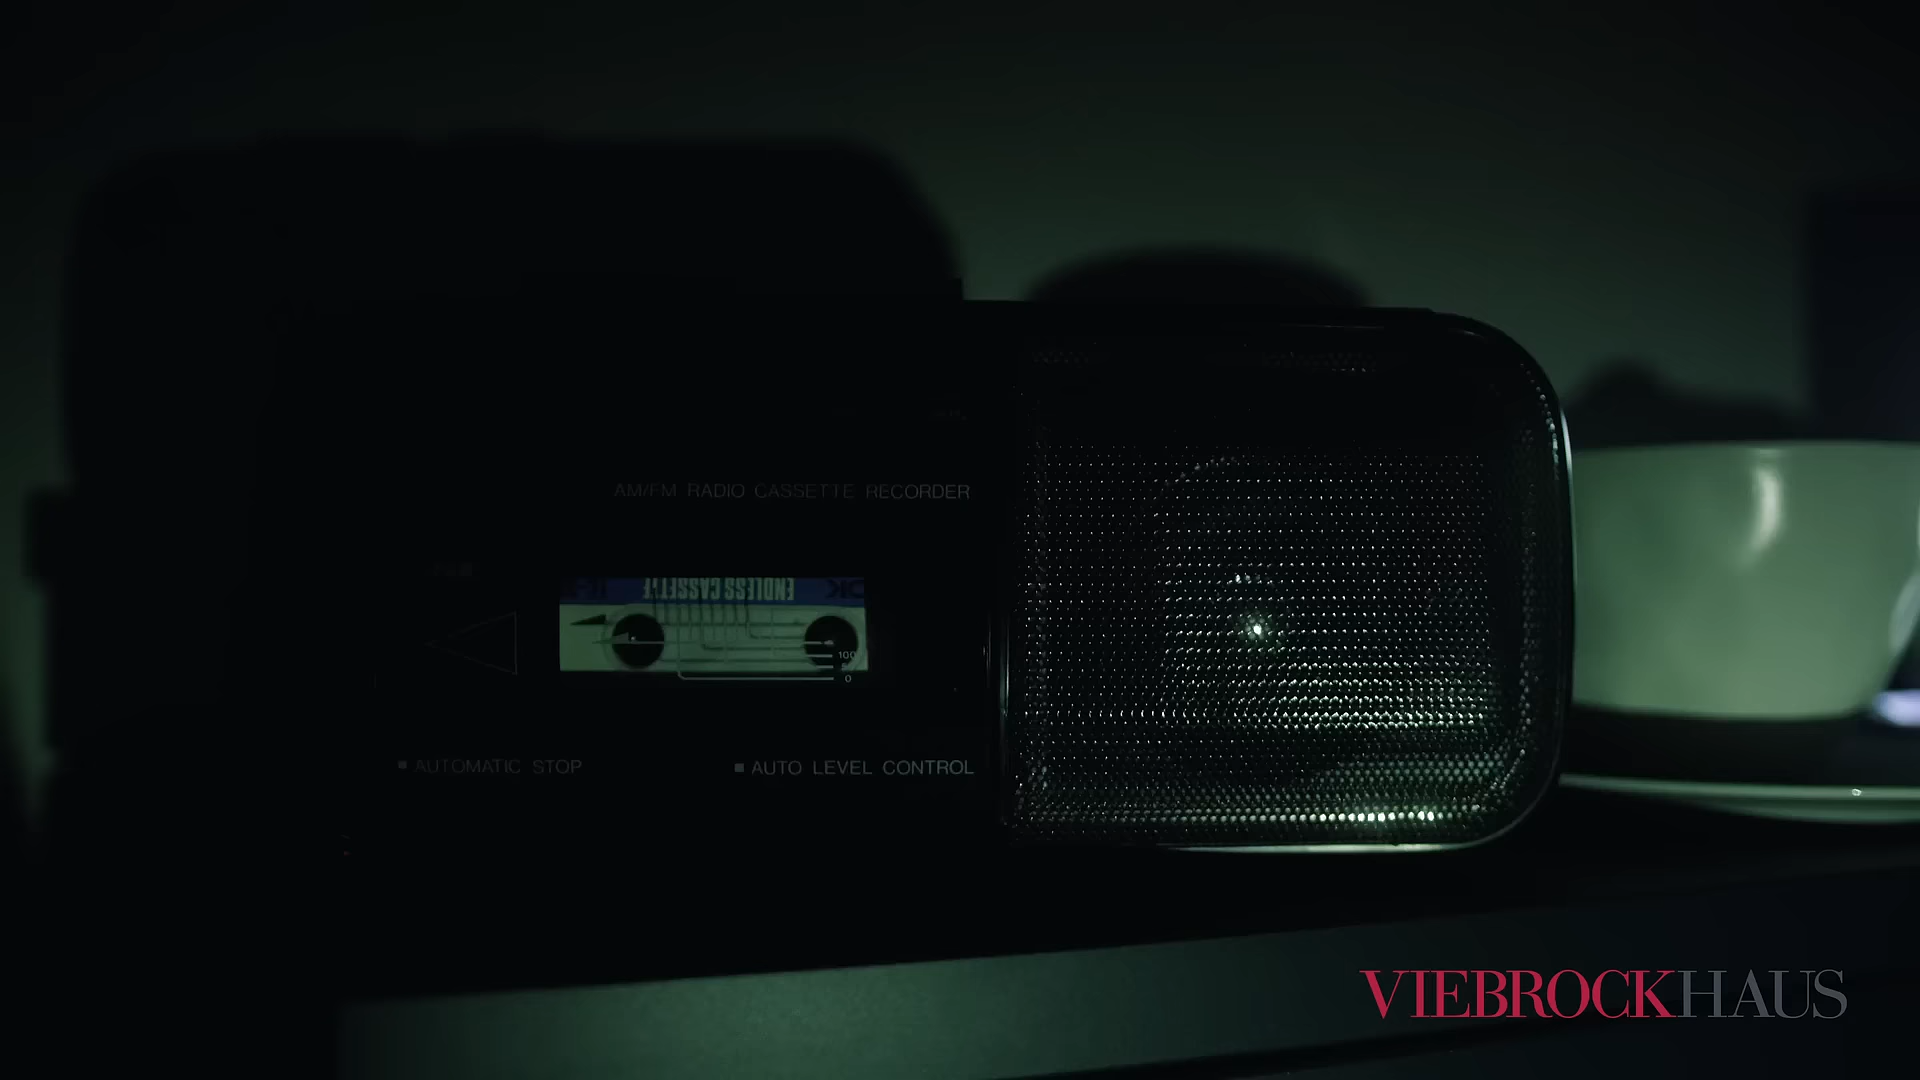 AM/FM RADIO CASSETTE RECORDER
ENDLESS CASSETTE
100
0
AUTOMATIC STOP
AUTO LEVEL CONTROL
VIEBROCKHAUS